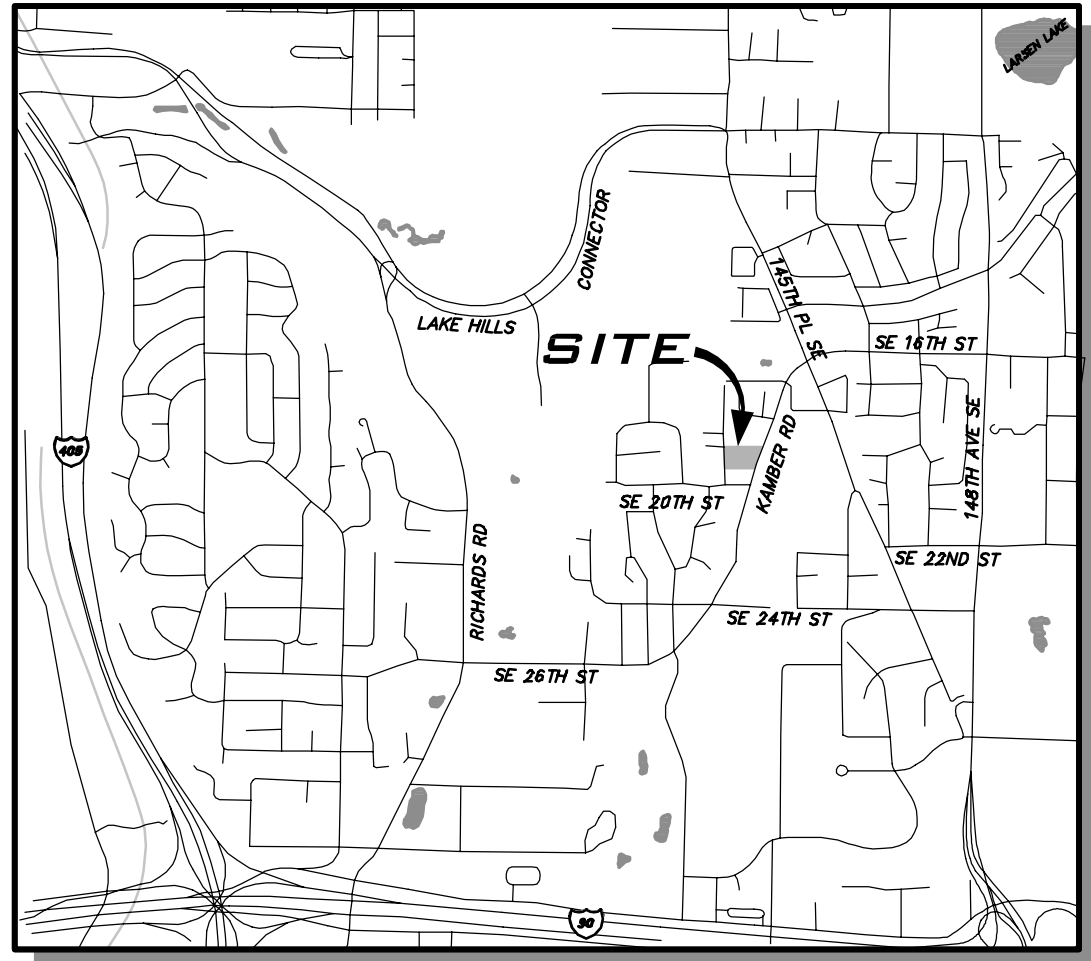 LARSEN LAKE
CONNECTOR
145TH PL SE
LAKE HILLS
SITE
SE 16TH ST
KAMBER RD
148TH AVE SE
405
SE 20TH ST
RICHARDS RD
SE 22ND ST
SE 24TH ST
SE 26TH ST
90